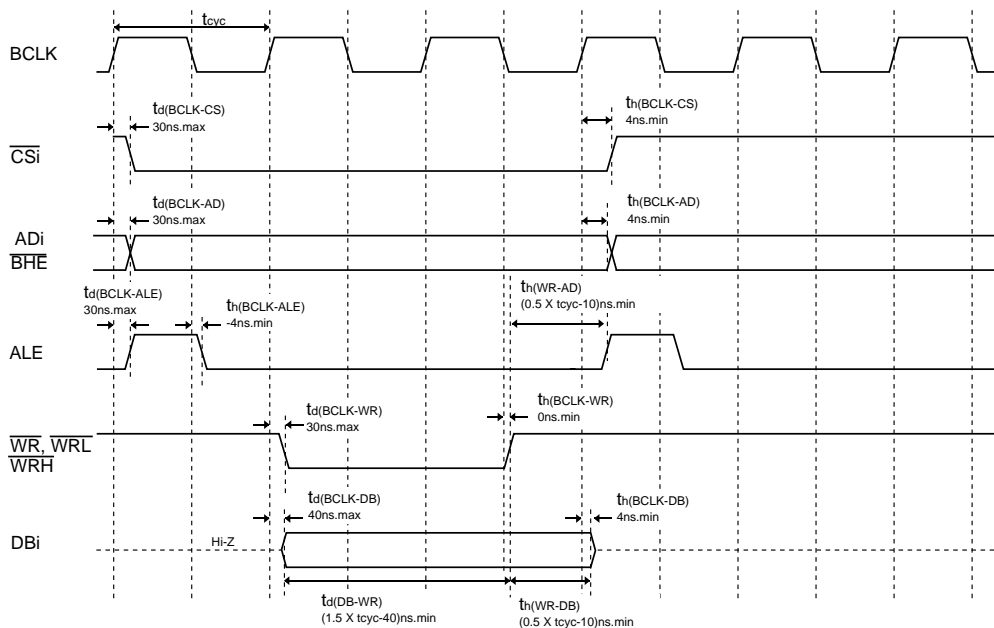 tcyc
BCLK
td(BCLK-CS)
30ns.max
th(BCLK-CS)
4ns.min
CSi
td(BCLK-AD)
30ns.max
th(BCLK-AD)
4ns.min
ADi
BHE
td(BCLK-ALE)
30ns.max
th(BCLK-ALE)
-4ns.min
th(WR-AD)
(0.5 X tcyc-10)ns.min
ALE
td(BCLK-WR)
30ns.max
th(BCLK-WR)
0ns.min
WR, WRL
WRH
td(BCLK-DB)
40ns.max
th(BCLK-DB)
4ns.min
DBi
Hi-Z
td(DB-WR)
(1.5 X tcyc-40)ns.min
th(WR-DB)
(0.5 X tcyc-10)ns.min